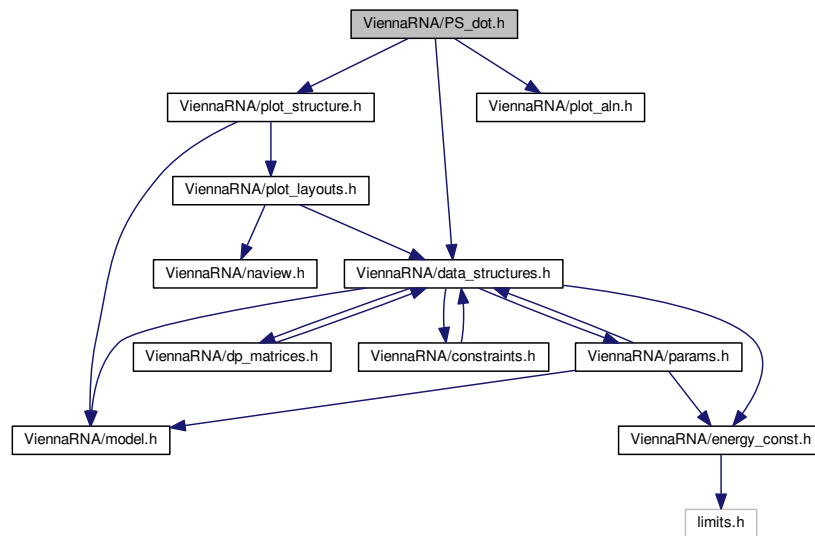 ViennaRNA/PS_dot.h
ViennaRNA/plot_structure.h
ViennaRNA/plot_aln.h
ViennaRNA/plot_layouts.h
ViennaRNA/naview.h
ViennaRNA/data_structures.h
ViennaRNA/dp_matrices.h
ViennaRNA/constraints.h
ViennaRNA/params.h
ViennaRNA/model.h
ViennaRNA/energy_const.h
limits.h